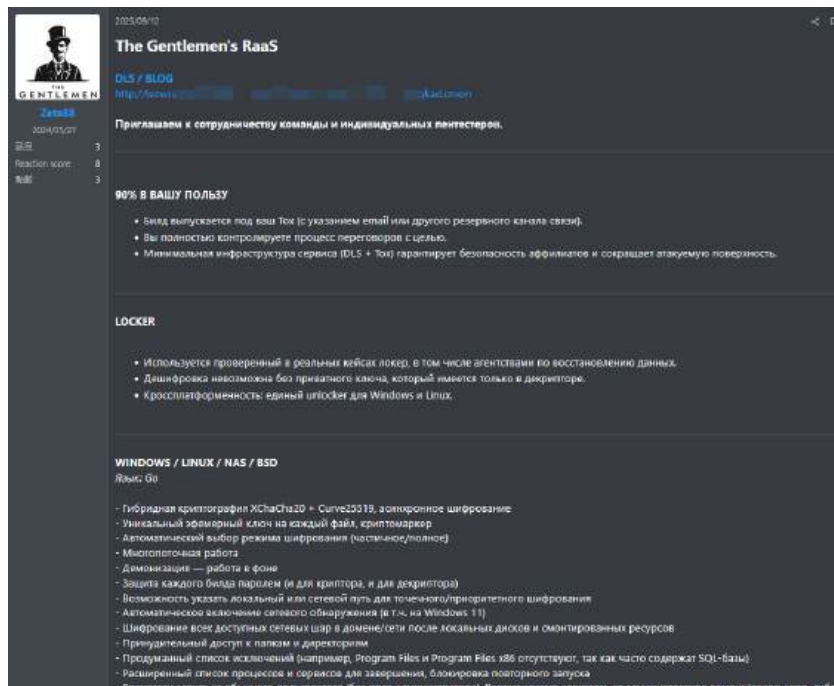 2025/09/12
The Gentlemen's RaaS
THE
GENTLEMEN
DLS / BLOG
Zeta88
Приглашаем к сотрудничеству команды и индивидуальных пентестеров.
3
Reaction score 8
3
90% В ВАШУ ПОЛЬЗУ
• Билд выпускается под ваш Tox (с указанием email или другого резервного канала связи).
• Вы полностью контролируете процесс переговоров с целью.
• Минимальная инфраструктура сервиса (DLS + Tox) гарантирует безопасность аффилиатов и сокращает атакуемую поверхность.
LOCKER
• Используется проверенный в реальных кейсах локер, в том числе агентствами по восстановлению данных.
• Дешифровка невозможна без приватного ключа, который имеется только в декрипторе.
• Кроссплатформенность: единый unlocker для Windows и Linux.
WINDOWS / LINUX / NAS / BSD
Язык: Go
- Гибридная криптография XChaCha20 + Curve25519, асинхронное шифрование
- Уникальный эфемерный ключ на каждый файл, криптомаркер
- Автоматический выбор режима шифрования (частичное/полное)
- Многопоточная работа
- Демонизация — работа в фоне
- Защита каждого билда паролем (и для криптора, и для декриптора)
- Возможность указать локальный или сетевой путь для точечного/приоритетного шифрования
- Автоматическое включение сетевого обнаружения (в т.ч. на Windows 11)
- Шифрование всех доступных сетевых шар в домене/сети после локальных дисков и смонтированных ресурсов
- Принудительный доступ к папкам и директориям
- Продуманный список исключений (например, Program Files и Program Files x86 отсутствуют, так как часто содержат SQL-базы)
- Расширенный список процессов и сервисов для завершения, блокировка повторного запуска